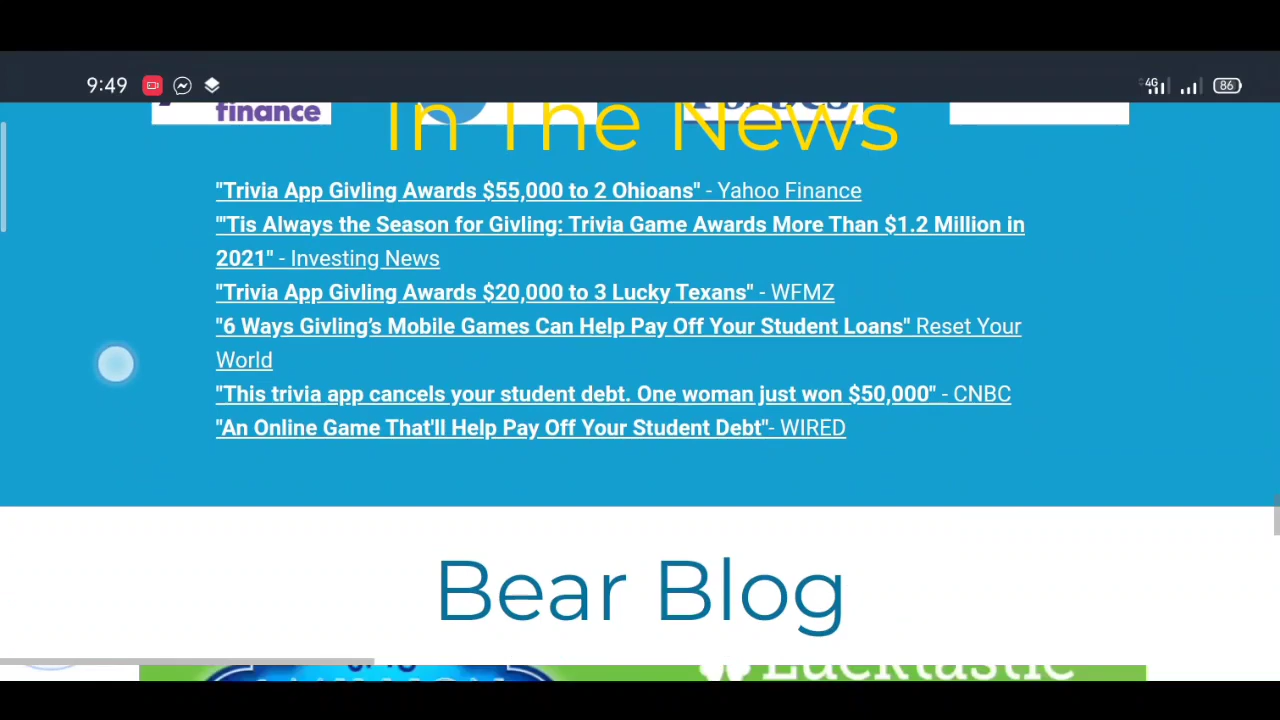 9:49
4G
86
finance
Forbes
In The News
"Trivia App Givling Awards $55,000 to 2 Ohioans" - Yahoo Finance
"'Tis Always the Season for Givling: Trivia Game Awards More Than $1.2 Million in
2021" - Investing News
"Trivia App Givling Awards $20,000 to 3 Lucky Texans" - WFMZ
"6 Ways Givling’s Mobile Games Can Help Pay Off Your Student Loans" Reset Your
World
"This trivia app cancels your student debt. One woman just won $50,000" - CNBC
"An Online Game That'll Help Pay Off Your Student Debt"- WIRED
Bear Blog
Lucktastic